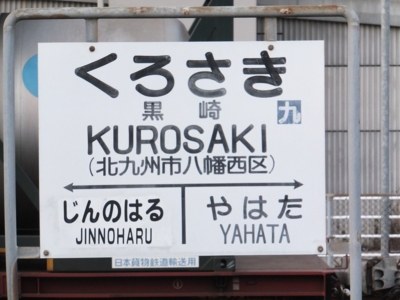 くろさき
黒崎
九
KUROSAKI
(北九州市八幡西区)
じんのはる
JINNOHARU
やはた
YAHATA
日本貨物鉄道輸送用